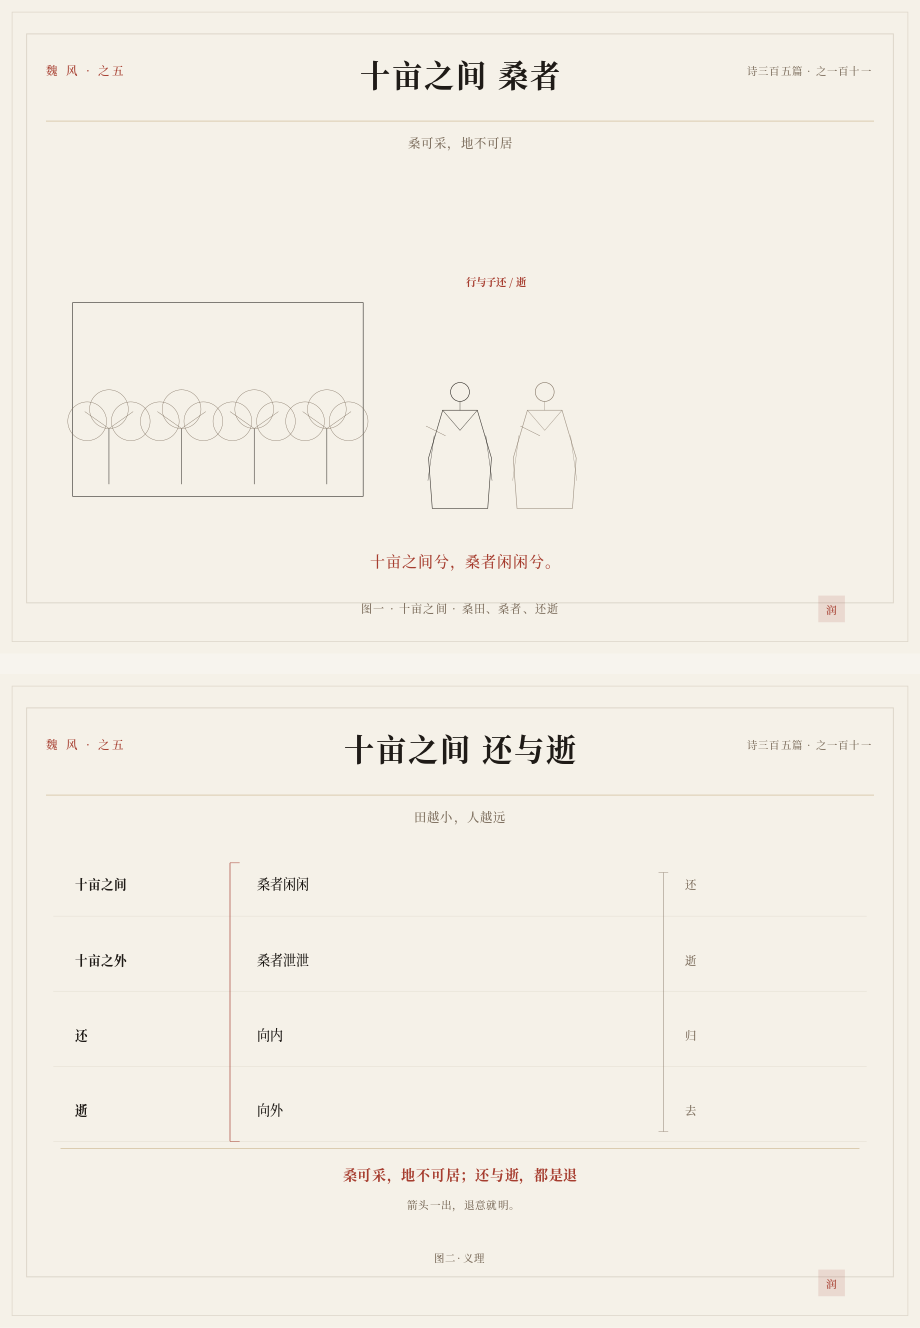 魏 风 · 之五
十亩之间 桑者
诗三百五篇 · 之一百十一
桑可采，地不可居
行与子还 / 逝
十亩之间兮，桑者闲闲兮。
图一 · 十亩之间 · 桑田、桑者、还逝
润
魏 风 · 之五
十亩之间 还与逝
诗三百五篇 · 之一百十一
田越小，人越远
十亩之间 桑者闲闲 还
十亩之外 桑者泄泄 逝
还 向内 归
逝 向外 去
桑可采，地不可居；还与逝，都是退
箭头一出，退意就明。
图二 · 义理
润